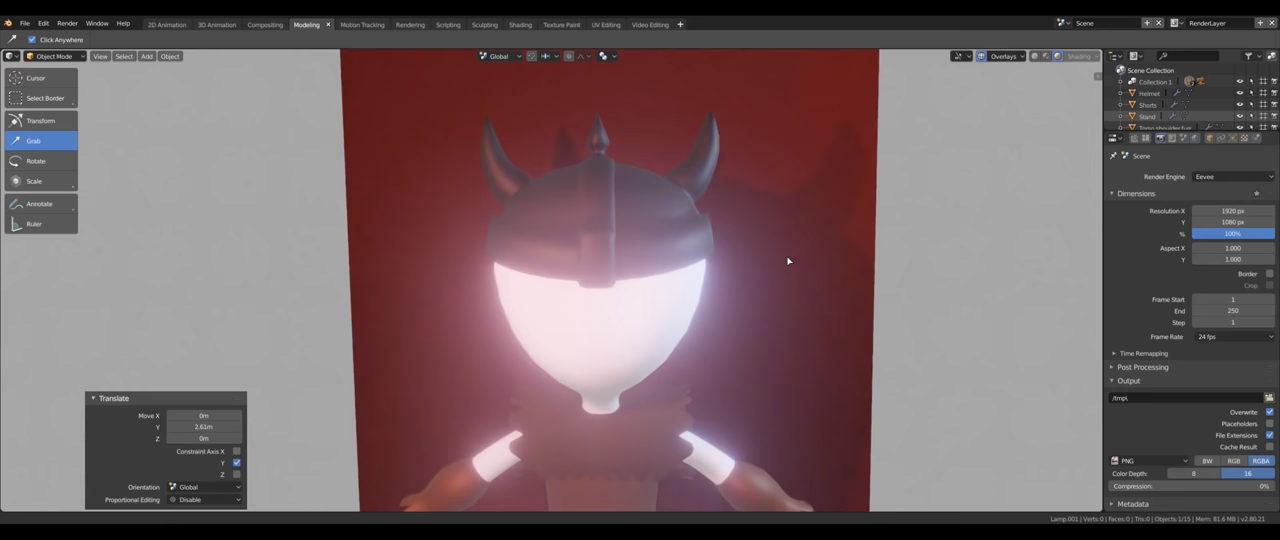 File Edit Render Window Help 2D Animation 3D Animation Compositing Modeling Motion Tracking Rendering Scripting Sculpting Shading Texture Paint UV Editing Video Editing Scene RenderLayer
Click Anywhere
Object Mode View Select Add Object Global Overlays Shading
Cursor
Select Border
Transform
Grab
Rotate
Scale
Annotate
Ruler
Scene Collection
Collection 1
Helmet
Shorts
Stand
Scene
Render Engine Eevee
Dimensions
Resolution X 1920 px
Y 1080 px
% 100%
Aspect X 1.000
Y 1.000
Border
Crop
Frame Start 1
End 250
Step 1
Frame Rate 24 fps
Time Remapping
Post Processing
Output
/tmp\
Overwrite
Placeholders
File Extensions
Cache Result
PNG BW RGB RGBA
Color Depth: 8 16
Compression: 0%
Metadata
Translate
Move X 0m
Y 2.61m
Z 0m
Constraint Axis X
Y
Z
Orientation Global
Proportional Editing Disable
Lamp.001 | Verts:0 | Faces:0 | Tris:0 | Objects:1/15 | Mem: 81.6 MB | v2.80.21